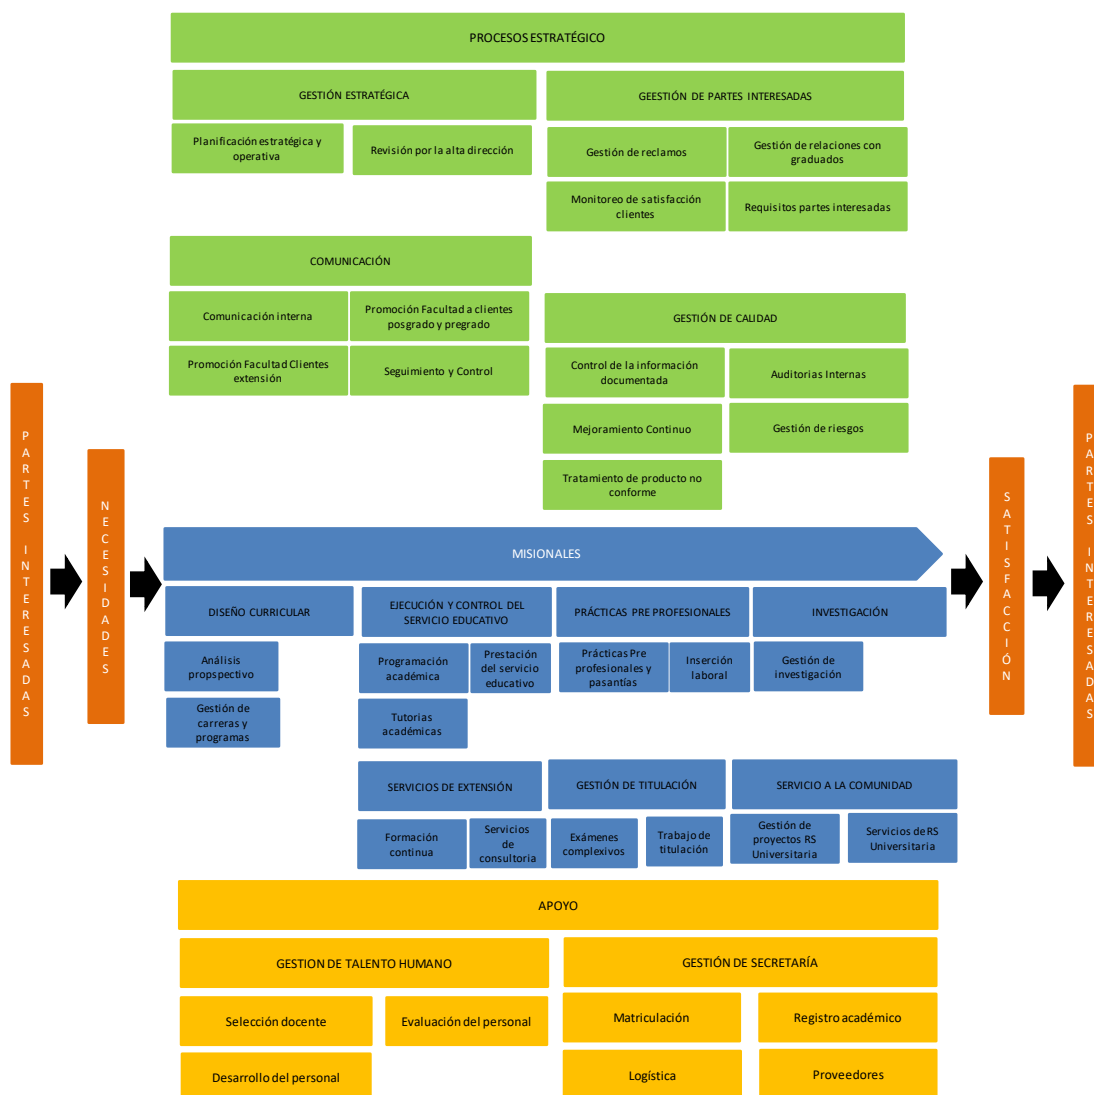 PROCESOS ESTRATÉGICO
GESTIÓN ESTRATÉGICA
GEESTIÓN DE PARTES INTERESADAS
Planificación estratégica y
operativa
Revisión por la alta dirección
Gestión de reclamos
Gestión de relaciones con
graduados
Monitoreo de satisfacción
clientes
Requisitos partes interesadas
COMUNICACIÓN
Comunicación interna
Promoción Facultad a clientes
posgrado y pregrado
Promoción Facultad Clientes
extensión
Seguimiento y Control
GESTIÓN DE CALIDAD
Control de la información
documentada
Auditorias Internas
Mejoramiento Continuo
Gestión de riesgos
Tratamiento de producto no
conforme
PARTES INTERESADAS
NECESIDADES
MISIONALES
DISEÑO CURRICULAR
EJECUCIÓN Y CONTROL DEL
SERVICIO EDUCATIVO
PRÁCTICAS PRE PROFESIONALES
INVESTIGACIÓN
Análisis
propspectivo
Gestión de
carreras y
programas
Programación
académica
Prestación
del servicio
educativo
Tutorias
académicas
Prácticas Pre
profesionales y
pasantías
Inserción
laboral
Gestión de
investigación
SERVICIOS DE EXTENSIÓN
GESTIÓN DE TITULACIÓN
SERVICIO A LA COMUNIDAD
Formación
continua
Servicios
de
consultoria
Exámenes
complexivos
Trabajo de
titulación
Gestión de
proyectos RS
Universitaria
Servicios de RS
Universitaria
SATISFACCIÓN
PARTES INTERESADAS
APOYO
GESTION DE TALENTO HUMANO
GESTIÓN DE SECRETARÍA
Selección docente
Evaluación del personal
Matriculación
Registro académico
Desarrollo del personal
Logística
Proveedores